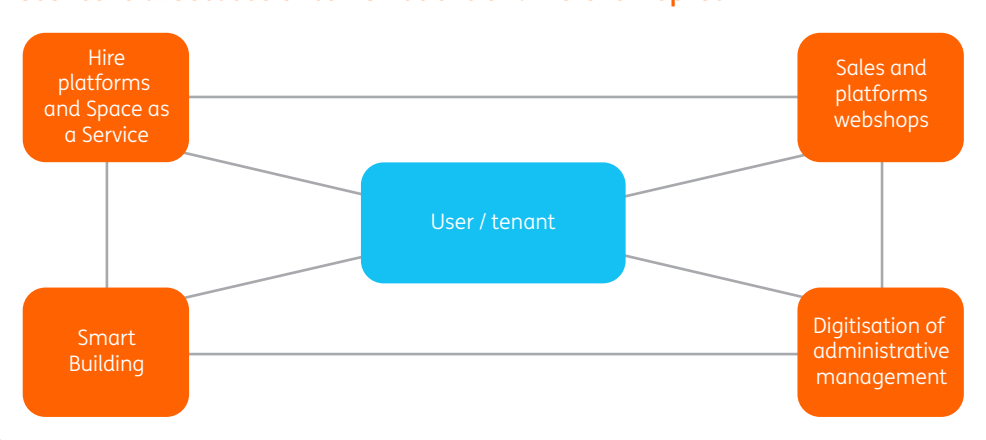 Hire
platforms
and Space as
a Service
Sales and
platforms
webshops
User / tenant
Smart
Building
Digitisation of
administrative
management